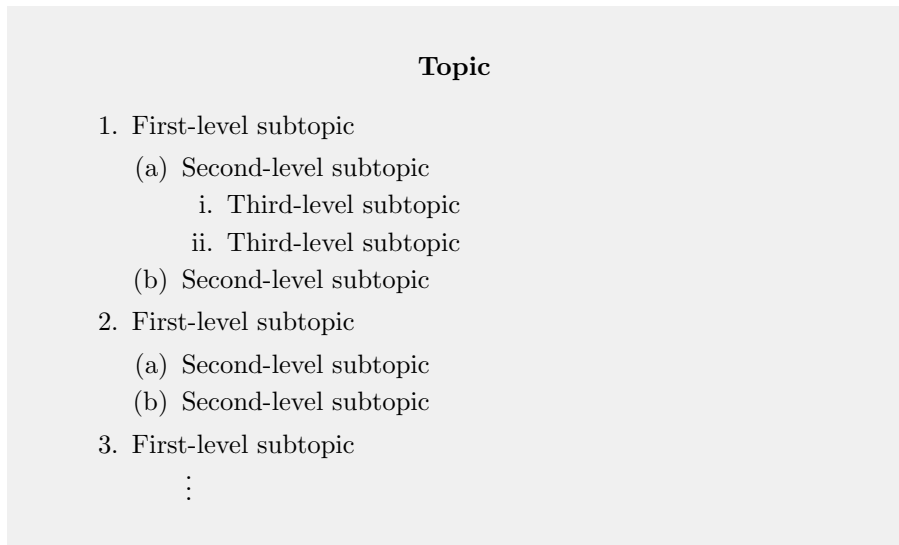 Topic
1. First-level subtopic
(a) Second-level subtopic
i. Third-level subtopic
ii. Third-level subtopic
(b) Second-level subtopic
2. First-level subtopic
(a) Second-level subtopic
(b) Second-level subtopic
3. First-level subtopic
⋮